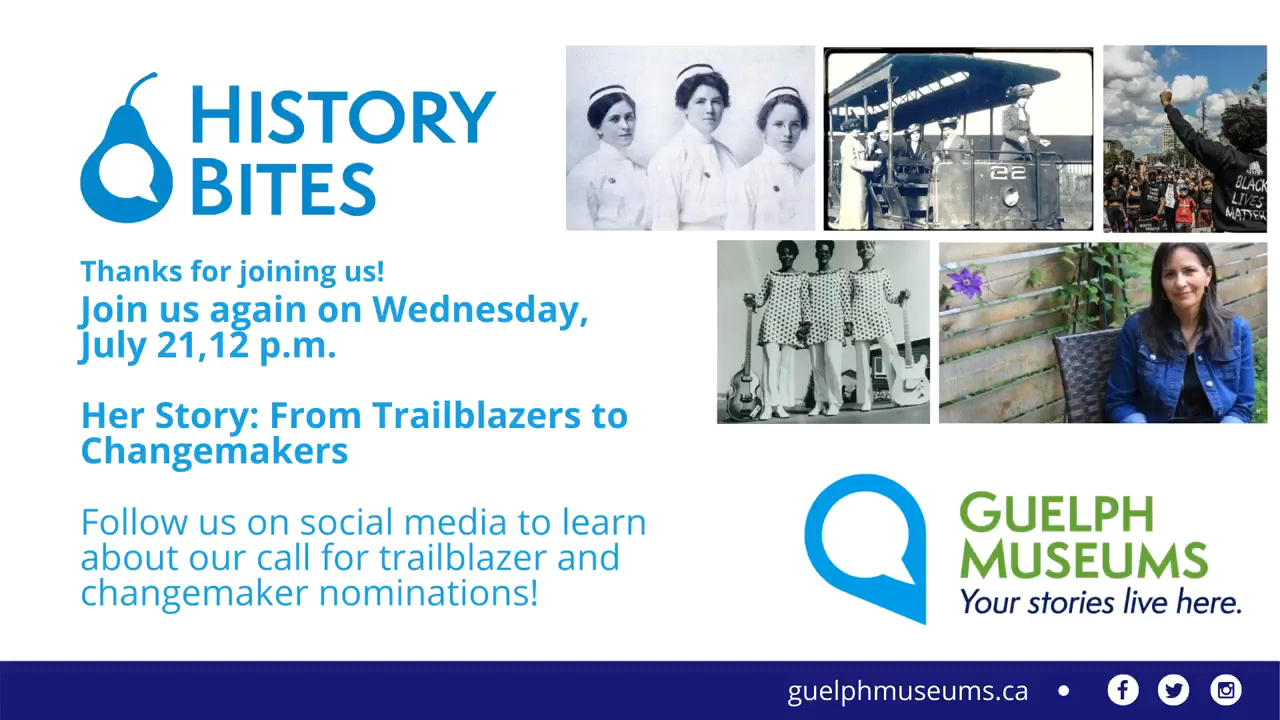 HISTORY
BITES
Thanks for joining us!
Join us again on Wednesday,
July 21,12 p.m.
Her Story: From Trailblazers to
Changemakers
Follow us on social media to learn
about our call for trailblazer and
changemaker nominations!
22
BLACK
LIVES
MATTER
GUELPH
MUSEUMS
Your stories live here.
guelphmuseums.ca